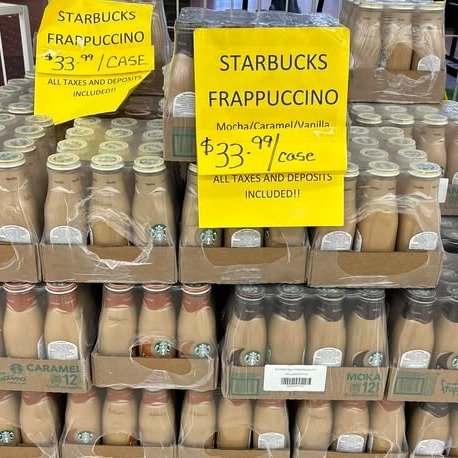 STARBUCKS
FRAPPUCCINO
$33.99/CASE
ALL TAXES AND DEPOSITS
INCLUDED!!
STARBUCKS
FRAPPUCCINO
Mocha/Caramel/Vanilla
$33.99/case
ALL TAXES AND DEPOSITS
INCLUDED!!
CARAMEL
12
MOKA
12